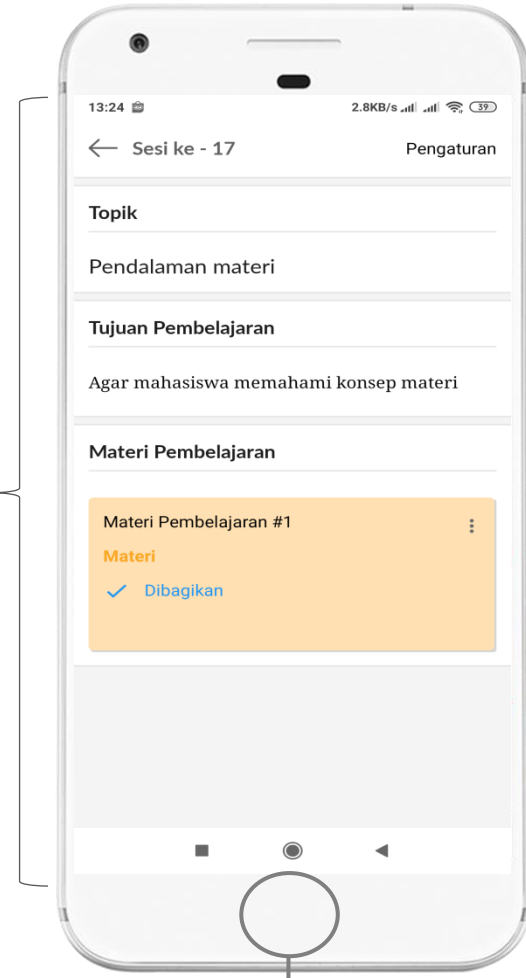 13:24 2.8KB/s 39
Sesi ke - 17 Pengaturan
Topik
Pendalaman materi
Tujuan Pembelajaran
Agar mahasiswa memahami konsep materi
Materi Pembelajaran
Materi Pembelajaran #1
Materi
Dibagikan